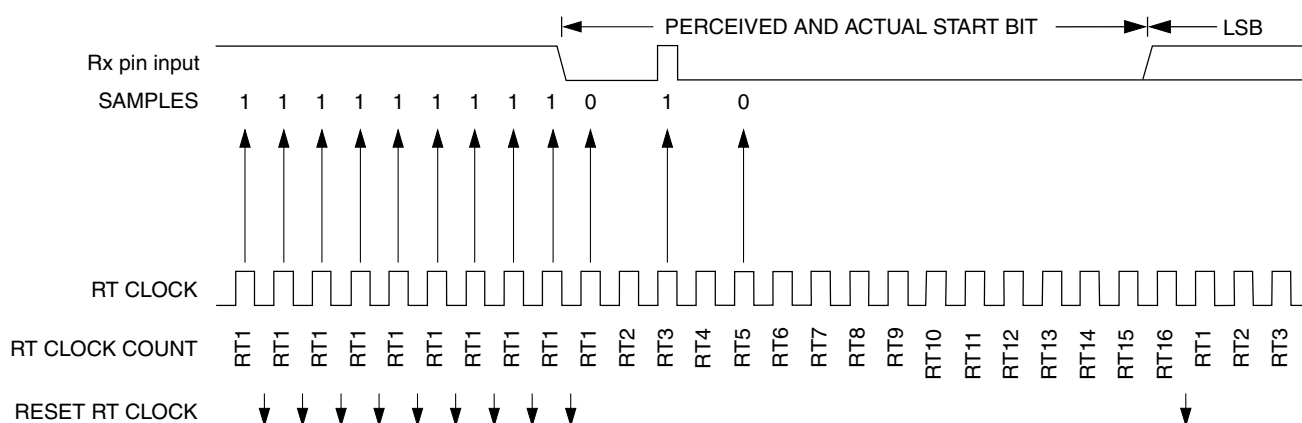 PERCEIVED AND ACTUAL START BIT LSB
Rx pin input
SAMPLES 1 1 1 1 1 1 1 1 1 0 1 0
RT CLOCK
RT CLOCK COUNT RT1 RT1 RT1 RT1 RT1 RT1 RT1 RT1 RT1 RT1 RT2 RT3 RT4 RT5 RT6 RT7 RT8 RT9 RT10 RT11 RT12 RT13 RT14 RT15 RT16 RT1 RT2 RT3
RESET RT CLOCK